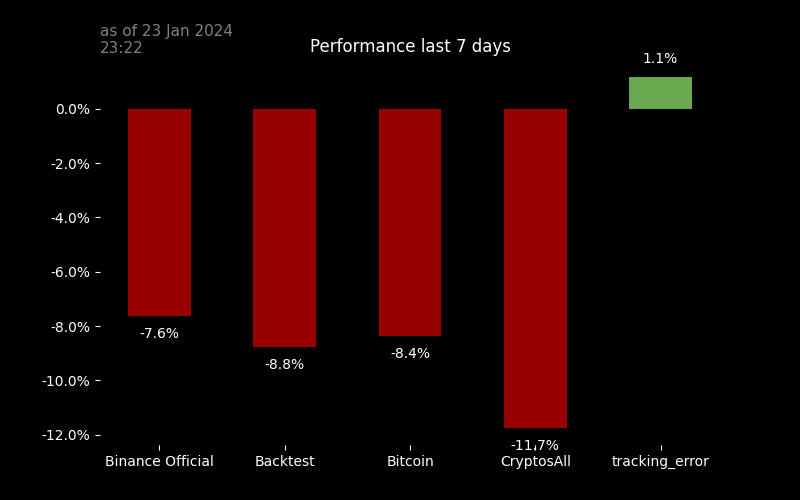 as of 23 Jan 2024
23:22
Performance last 7 days
1.1%
0.0%
-2.0%
-4.0%
-6.0%
-8.0%
-10.0%
-12.0%
-7.6%
-8.8%
-8.4%
-11.7%
Binance Official
Backtest
Bitcoin
CryptosAll
tracking_error